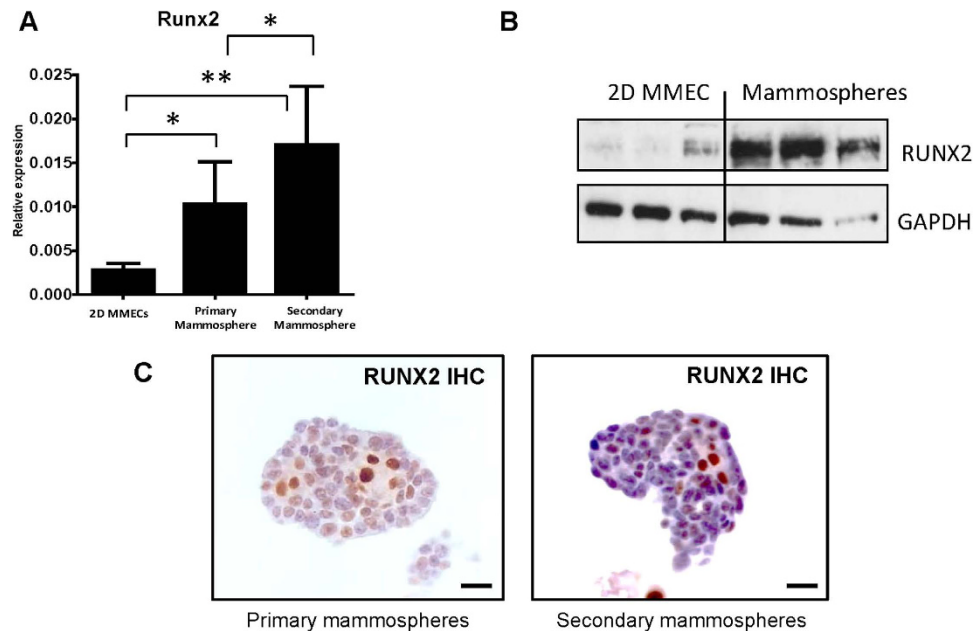 A
Runx2
*
**
*
0.025
0.020
0.015
0.010
0.005
0.000
Relative expression
2D MMECs
Primary
Mammosphere
Secondary
Mammosphere
B
2D MMEC
Mammospheres
RUNX2
GAPDH
C
RUNX2 IHC
RUNX2 IHC
Primary mammospheres
Secondary mammospheres